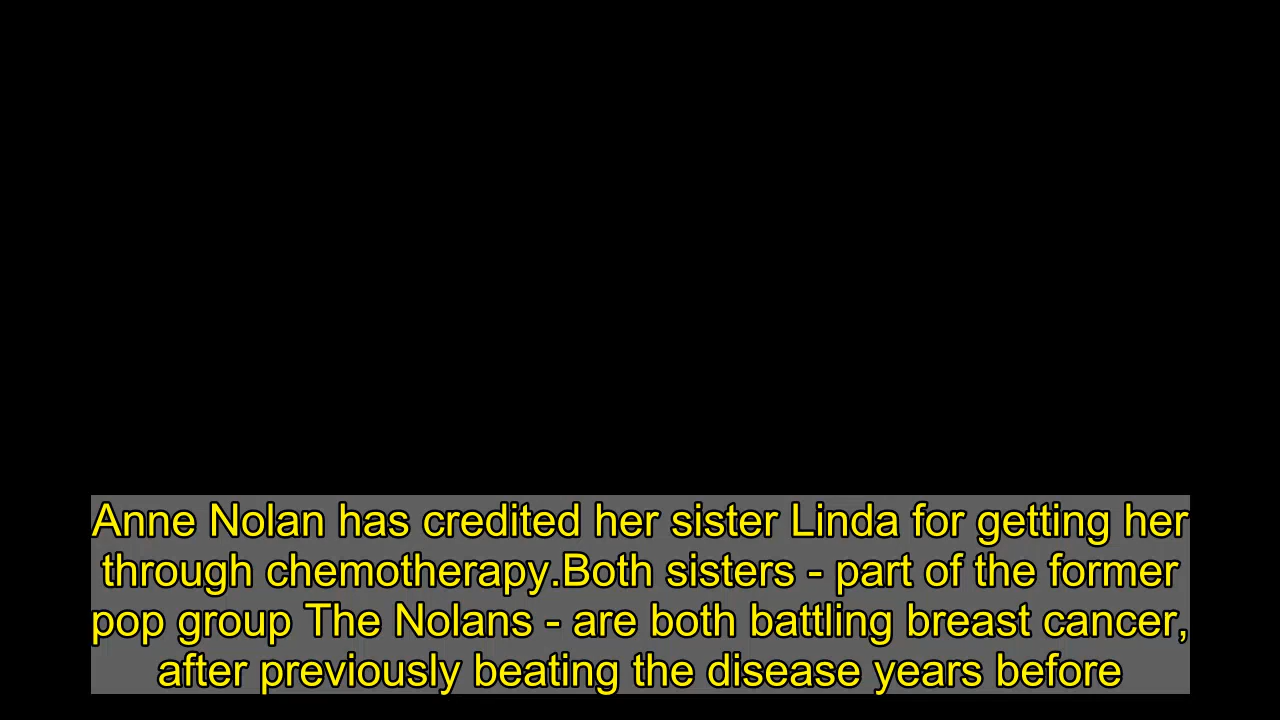 Anne Nolan has credited her sister Linda for getting her
through chemotherapy.Both sisters - part of the former
pop group The Nolans - are both battling breast cancer,
after previously beating the disease years before